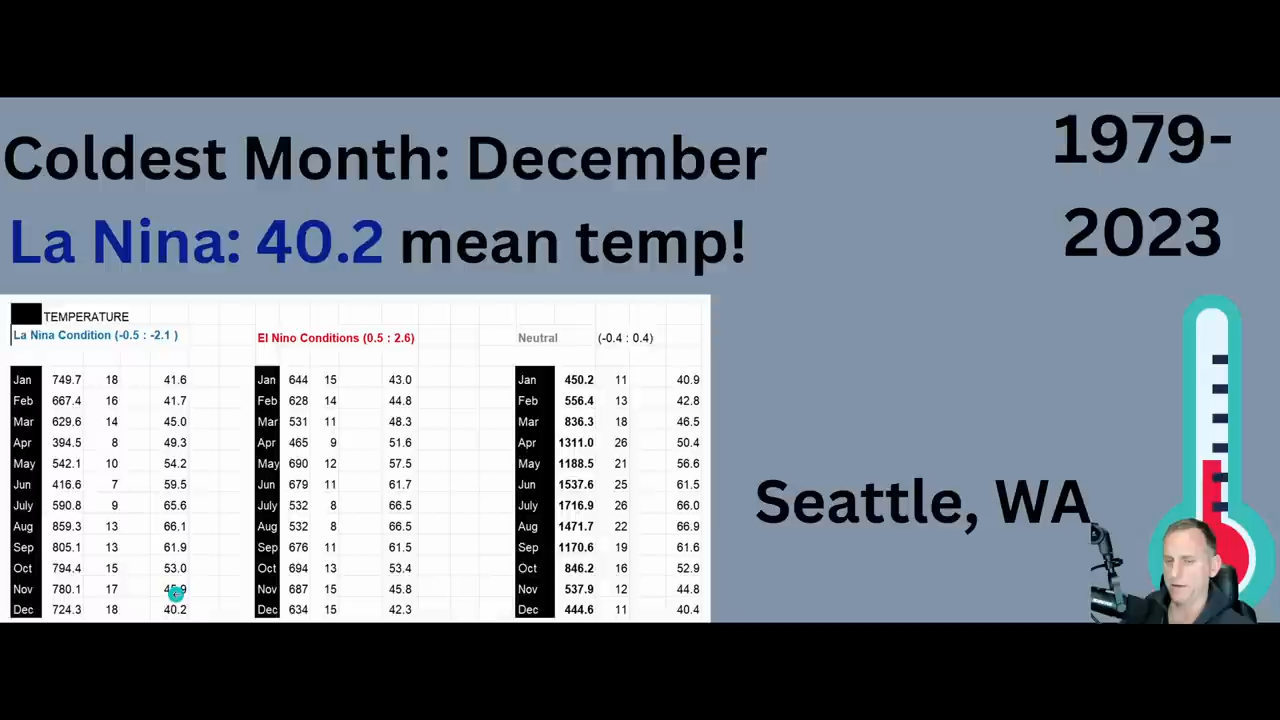 Coldest Month: December
La Nina: 40.2 mean temp!
1979-
2023
TEMPERATURE
La Nina Condition (-0.5 : -2.1 )
El Nino Conditions (0.5 : 2.6)
Neutral (-0.4 : 0.4)
Jan 749.7 18 41.6 Jan 644 15 43.0 Jan 450.2 11 40.9
Feb 667.4 16 41.7 Feb 628 14 44.8 Feb 556.4 13 42.8
Mar 629.6 14 45.0 Mar 531 11 48.3 Mar 836.3 18 46.5
Apr 394.5 8 49.3 Apr 465 9 51.6 Apr 1311.0 26 50.4
May 542.1 10 54.2 May 690 12 57.5 May 1188.5 21 56.6
Jun 416.6 7 59.5 Jun 679 11 61.7 Jun 1537.6 25 61.5
July 590.8 9 65.6 July 532 8 66.5 July 1716.9 26 66.0
Aug 859.3 13 66.1 Aug 532 8 66.5 Aug 1471.7 22 66.9
Sep 805.1 13 61.9 Sep 676 11 61.5 Sep 1170.6 19 61.6
Oct 794.4 15 53.0 Oct 694 13 53.4 Oct 846.2 16 52.9
Nov 780.1 17 Nov 687 15 45.8 Nov 537.9 12 44.8
Dec 724.3 18 40.2 Dec 634 15 42.3 Dec 444.6 11 40.4
Seattle, WA